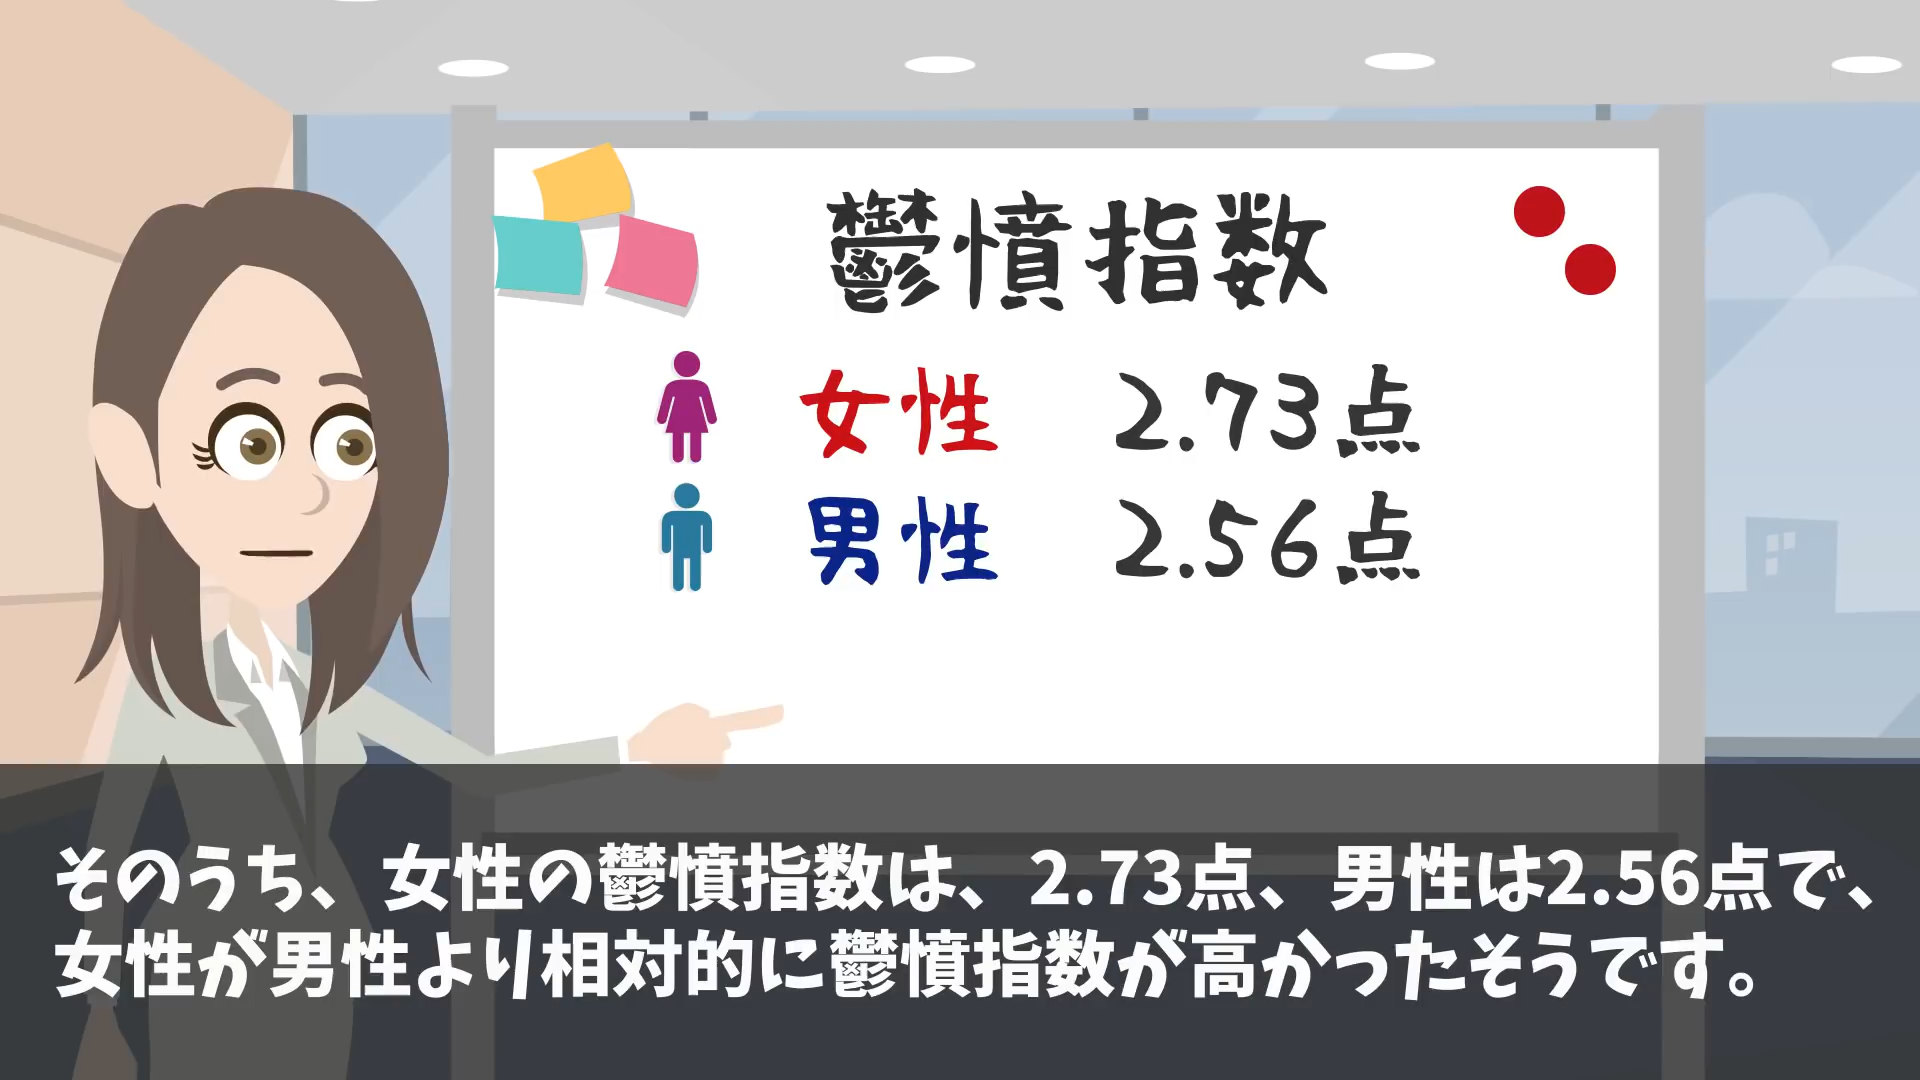 鬱憤指数
女性 2.73点
男性 2.56点
そのうち、女性の鬱憤指数は、2.73点、男性は2.56点で、
女性が男性より相対的に鬱憤指数が高かったそうです。